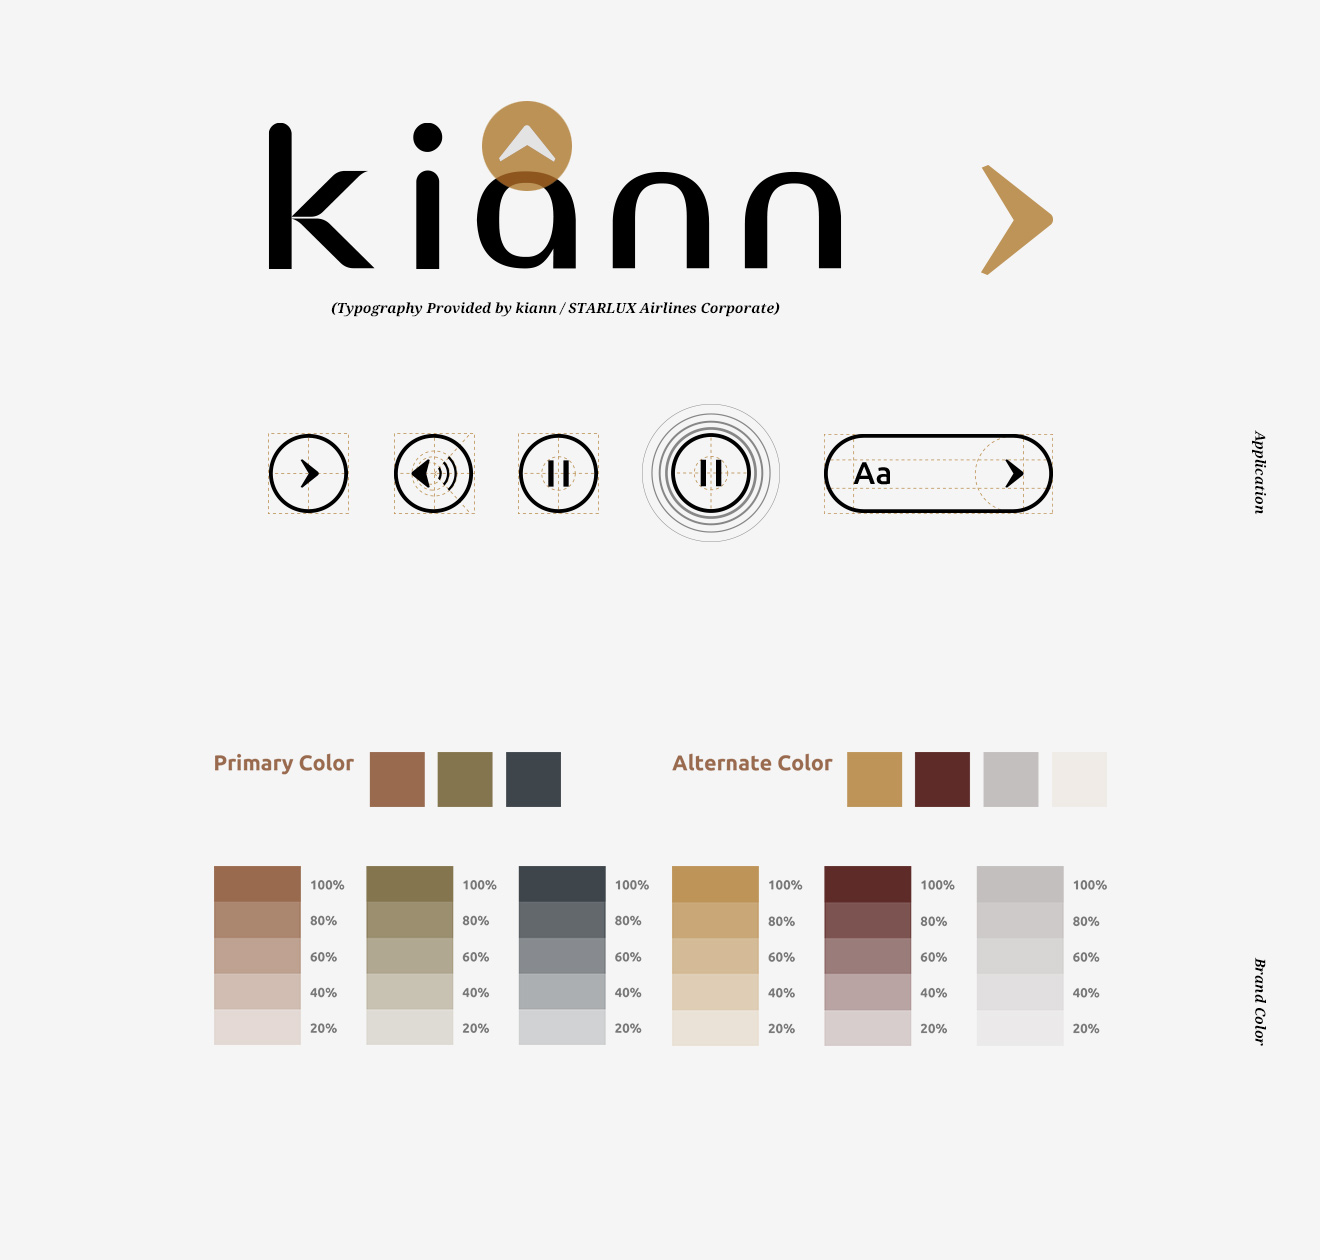 kiann
(Typography Provided by kiann / STARLUX Airlines Corporate)
Aa
Application
Primary Color
Alternate Color
100% 100% 100% 100% 100% 100%
80% 80% 80% 80% 80% 80%
60% 60% 60% 60% 60% 60%
40% 40% 40% 40% 40% 40%
20% 20% 20% 20% 20% 20%
Brand Color